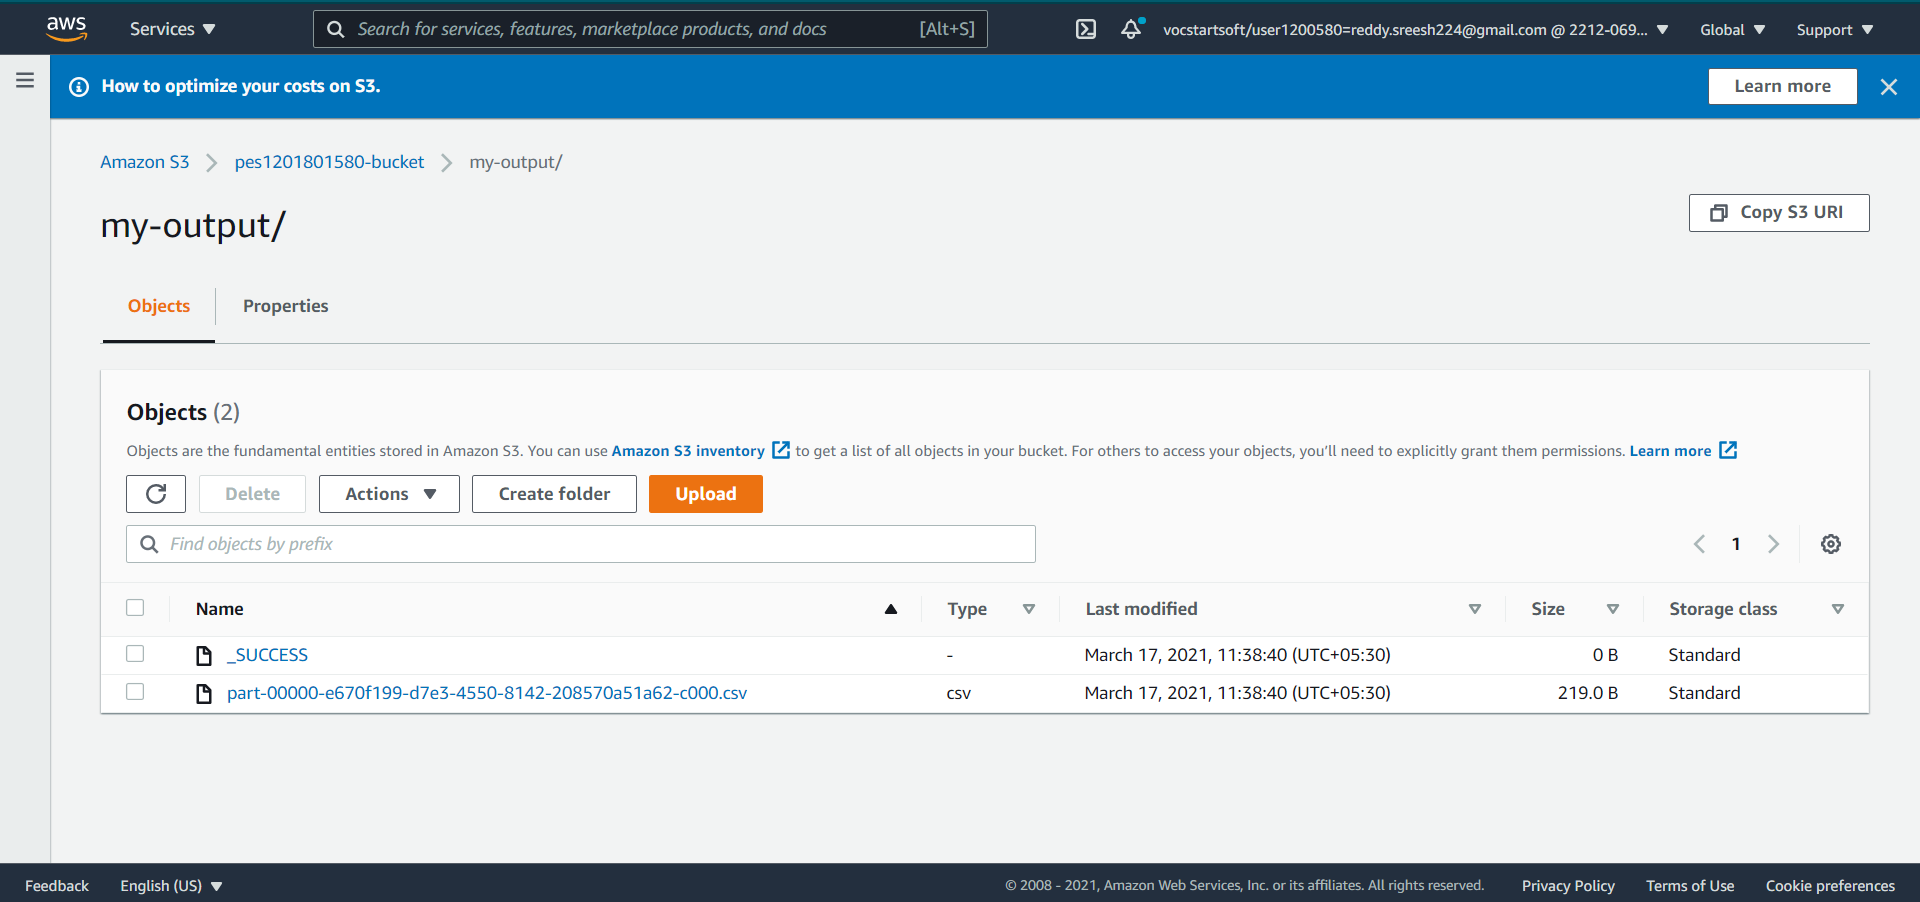 aws Services Search for services, features, marketplace products, and docs [Alt+S] vocstartsoft/user1200580=reddy.sreesh224@gmail.com @ 2212-069... Global Support
How to optimize your costs on S3. Learn more
Amazon S3 pes1201801580-bucket my-output/
my-output/ Copy S3 URI
Objects Properties
Objects (2)
Objects are the fundamental entities stored in Amazon S3. You can use Amazon S3 inventory to get a list of all objects in your bucket. For others to access your objects, you'll need to explicitly grant them permissions. Learn more
Delete Actions Create folder Upload
Find objects by prefix 1
Name Type Last modified Size Storage class
_SUCCESS - March 17, 2021, 11:38:40 (UTC+05:30) 0 B Standard
part-00000-e670f199-d7e3-4550-8142-208570a51a62-c000.csv csv March 17, 2021, 11:38:40 (UTC+05:30) 219.0 B Standard
Feedback English (US) © 2008 - 2021, Amazon Web Services, Inc. or its affiliates. All rights reserved. Privacy Policy Terms of Use Cookie preferences